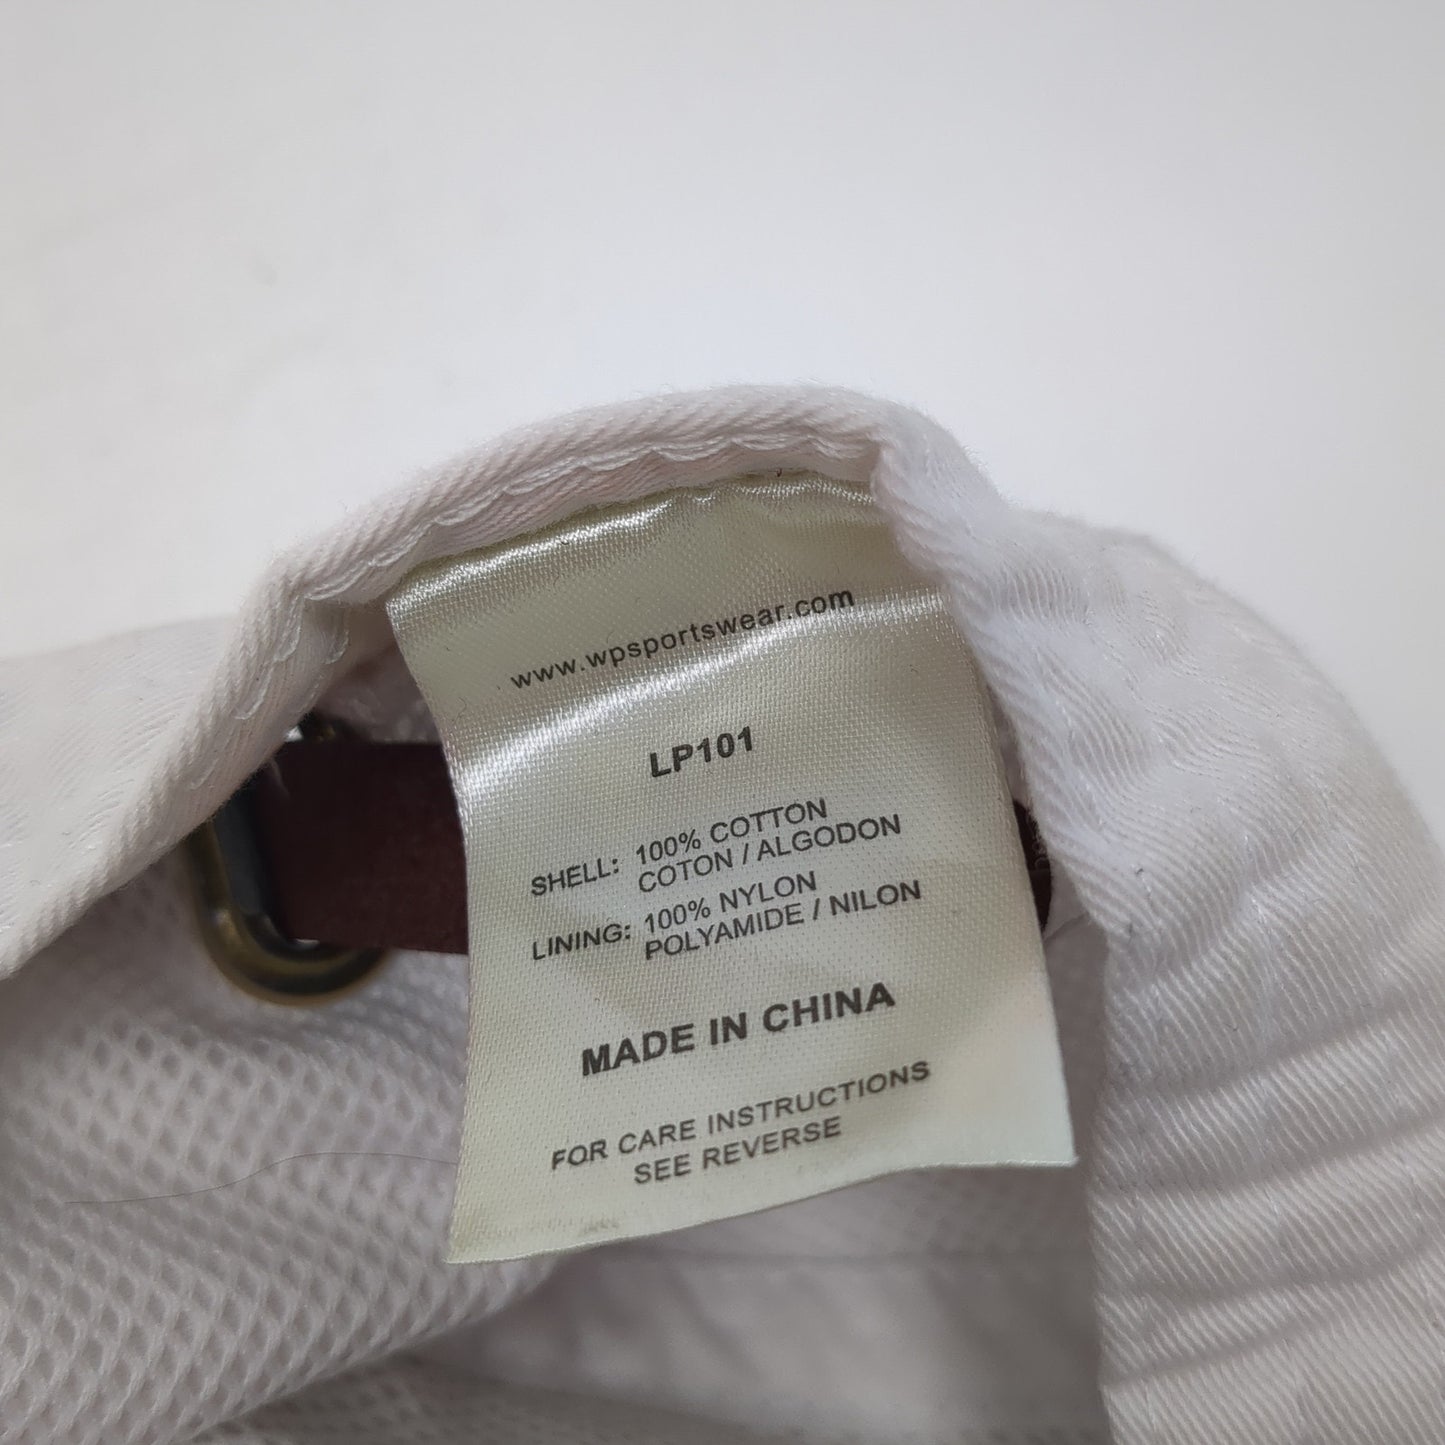 www.wpsportswear.com
LP101
SHELL: 100% COTTON
COTON / ALGODON
LINING: 100% NYLON
POLYAMIDE / NILON
MADE IN CHINA
FOR CARE INSTRUCTIONS
SEE REVERSE